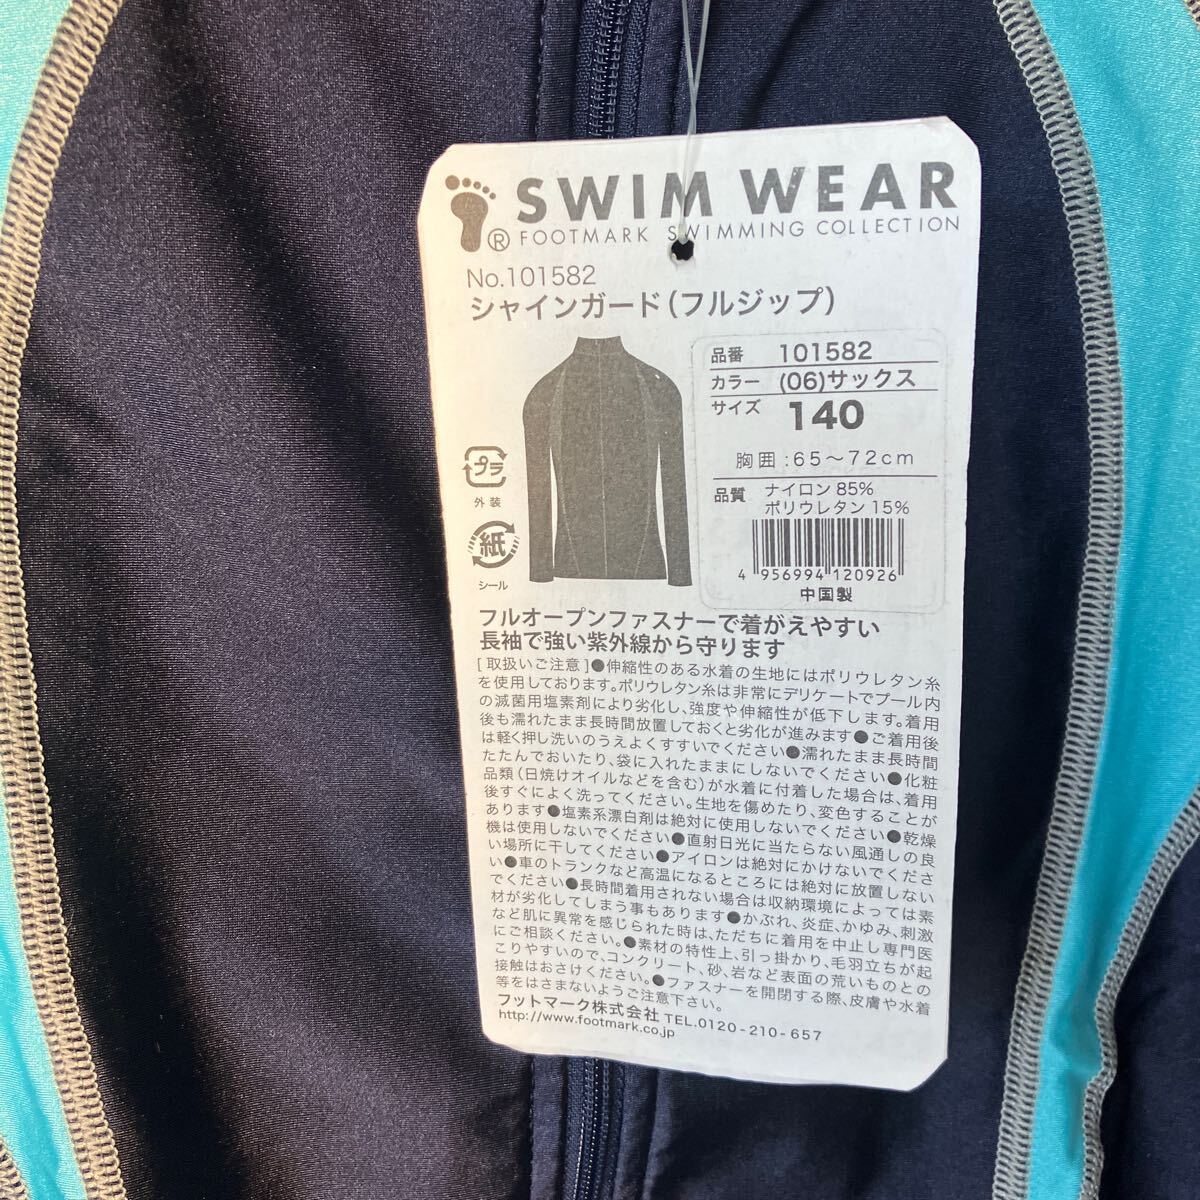 SWIM WEAR
® FOOTMARK SWIMMING COLLECTION
No.101582
シャインガード(フルジップ)
品番 101582
カラー (06)サックス
サイズ 140
胸囲:65～72cm
品質 ナイロン 85%
ポリウレタン 15%
4 956994 120926
中国製
プラ
外装
紙
シール
フルオープンファスナーで着がえやすい
長袖で強い紫外線から守ります
[取扱いご注意]●伸縮性のある水着の生地にはポリウレタン糸
を使用しております。ポリウレタン糸は非常にデリケートでプール内
の滅菌用塩素剤により劣化し、強度や伸縮性が低下します。着用
後も濡れたまま長時間放置しておくと劣化が進みます●ご着用後
は軽く押し洗いのうえよくすすいでください●濡れたまま長時間
たたんでおいたり、袋に入れたままにしないでください●化粧
品類(日焼けオイルなどを含む)が水着に付着した場合は、着用
後すぐによく洗ってください。生地を傷めたり、変色することが
あります●塩素系漂白剤は絶対に使用しないでください●乾燥
機は使用しないでください●直射日光に当たらない風通しの良
い場所に干してください●アイロンは絶対にかけないでくださ
い●車のトランクなど高温になるところには絶対に放置しない
でください●長時間着用されない場合は収納環境によっては素
材が劣化してしまう事もあります●かぶれ、炎症、かゆみ、刺激
など肌に異常を感じられた時は、ただちに着用を中止し専門医
にご相談ください。●素材の特性上、引っ掛かり、毛羽立ちが起
こりやすいので、コンクリート、砂、岩など表面の荒いものとの
接触はおさけください。●ファスナーを開閉する際、皮膚や水着
等をはさまないようご注意下さい。
フットマーク株式会社 TEL.0120-210-657
http://www.footmark.co.jp